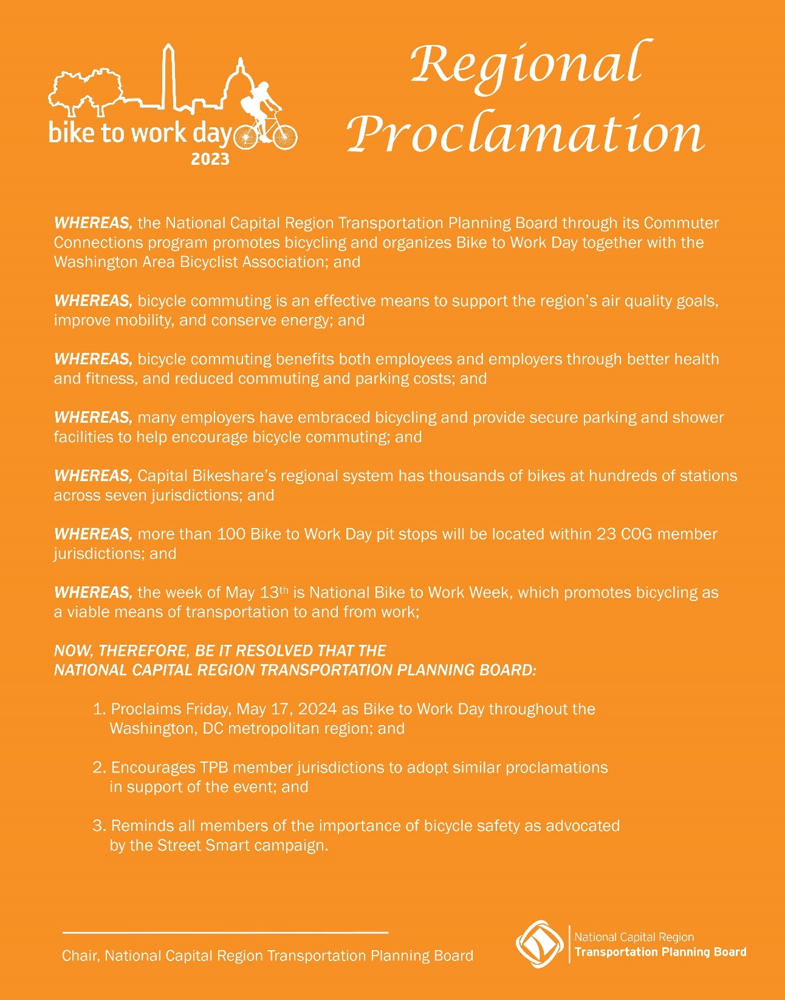 Regional
Proclamation
bike to work day
2023
WHEREAS, the National Capital Region Transportation Planning Board through its Commuter
Connections program promotes bicycling and organizes Bike to Work Day together with the
Washington Area Bicyclist Association; and
WHEREAS, bicycle commuting is an effective means to support the region’s air quality goals,
improve mobility, and conserve energy; and
WHEREAS, bicycle commuting benefits both employees and employers through better health
and fitness, and reduced commuting and parking costs; and
WHEREAS, many employers have embraced bicycling and provide secure parking and shower
facilities to help encourage bicycle commuting; and
WHEREAS, Capital Bikeshare’s regional system has thousands of bikes at hundreds of stations
across seven jurisdictions; and
WHEREAS, more than 100 Bike to Work Day pit stops will be located within 23 COG member
jurisdictions; and
WHEREAS, the week of May 13th is National Bike to Work Week, which promotes bicycling as
a viable means of transportation to and from work;
NOW, THEREFORE, BE IT RESOLVED THAT THE
NATIONAL CAPITAL REGION TRANSPORTATION PLANNING BOARD:
1. Proclaims Friday, May 17, 2024 as Bike to Work Day throughout the
Washington, DC metropolitan region; and
2. Encourages TPB member jurisdictions to adopt similar proclamations
in support of the event; and
3. Reminds all members of the importance of bicycle safety as advocated
by the Street Smart campaign.
Chair, National Capital Region Transportation Planning Board
National Capital Region
Transportation Planning Board